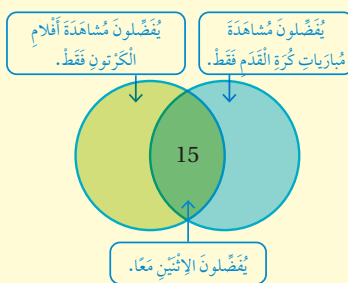 يُفَضِّلونَ مُشاهَدَةَ
مُبارَياتِ كُرَةِ الْقَدَمِ فَقَطْ.
يُفَضِّلونَ مُشاهَدَةَ أَفْلامِ
الْكَرْتونِ فَقَطْ.
15
يُفَضِّلونَ الِاثْنَيْنِ مَعًا.